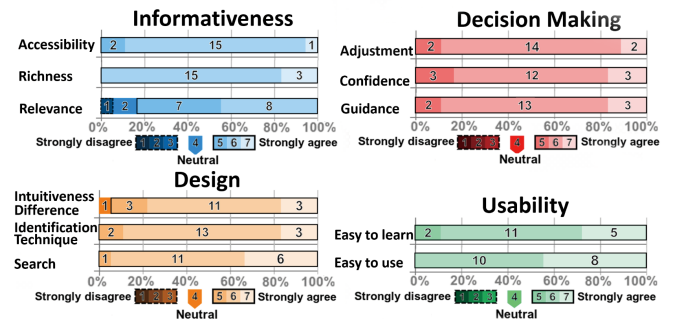 Informativeness
Accessibility 2 15 1
Richness 15 3
Relevance 1 2 7 8
0% 20% 40% 60% 80% 100%
Strongly disagree 1 2 3 4 5 6 7 Strongly agree
Neutral
Decision Making
Adjustment 2 14 2
Confidence 3 12 3
Guidance 2 13 3
0% 20% 40% 60% 80% 100%
Strongly disagree 1 2 3 4 5 6 7 Strongly agree
Neutral
Design
Intuitiveness
Difference 1 3 11 3
Identification
Technique 2 13 3
Search 1 11 6
0% 20% 40% 60% 80% 100%
Strongly disagree 1 2 3 4 5 6 7 Strongly agree
Neutral
Usability
Easy to learn 2 11 5
Easy to use 10 8
0% 20% 40% 60% 80% 100%
Strongly disagree 1 2 3 4 5 6 7 Strongly agree
Neutral